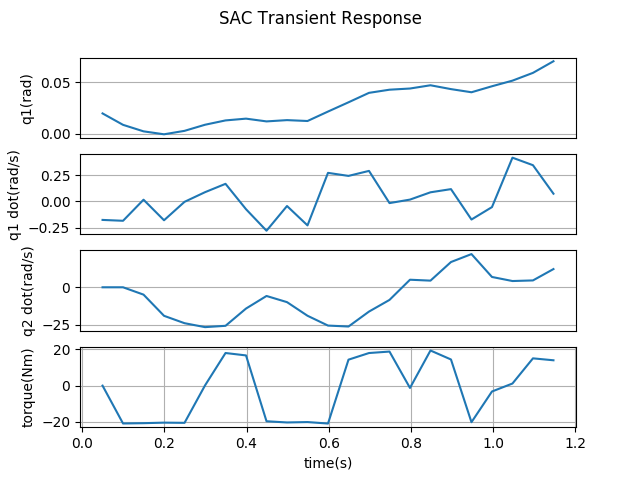 SAC Transient Response
0.05
0.00
q1(rad)
0.25
0.00
−0.25
q1 dot(rad/s)
0
−25
q2 dot(rad/s)
20
0
−20
torque(Nm)
0.0 0.2 0.4 0.6 0.8 1.0 1.2
time(s)